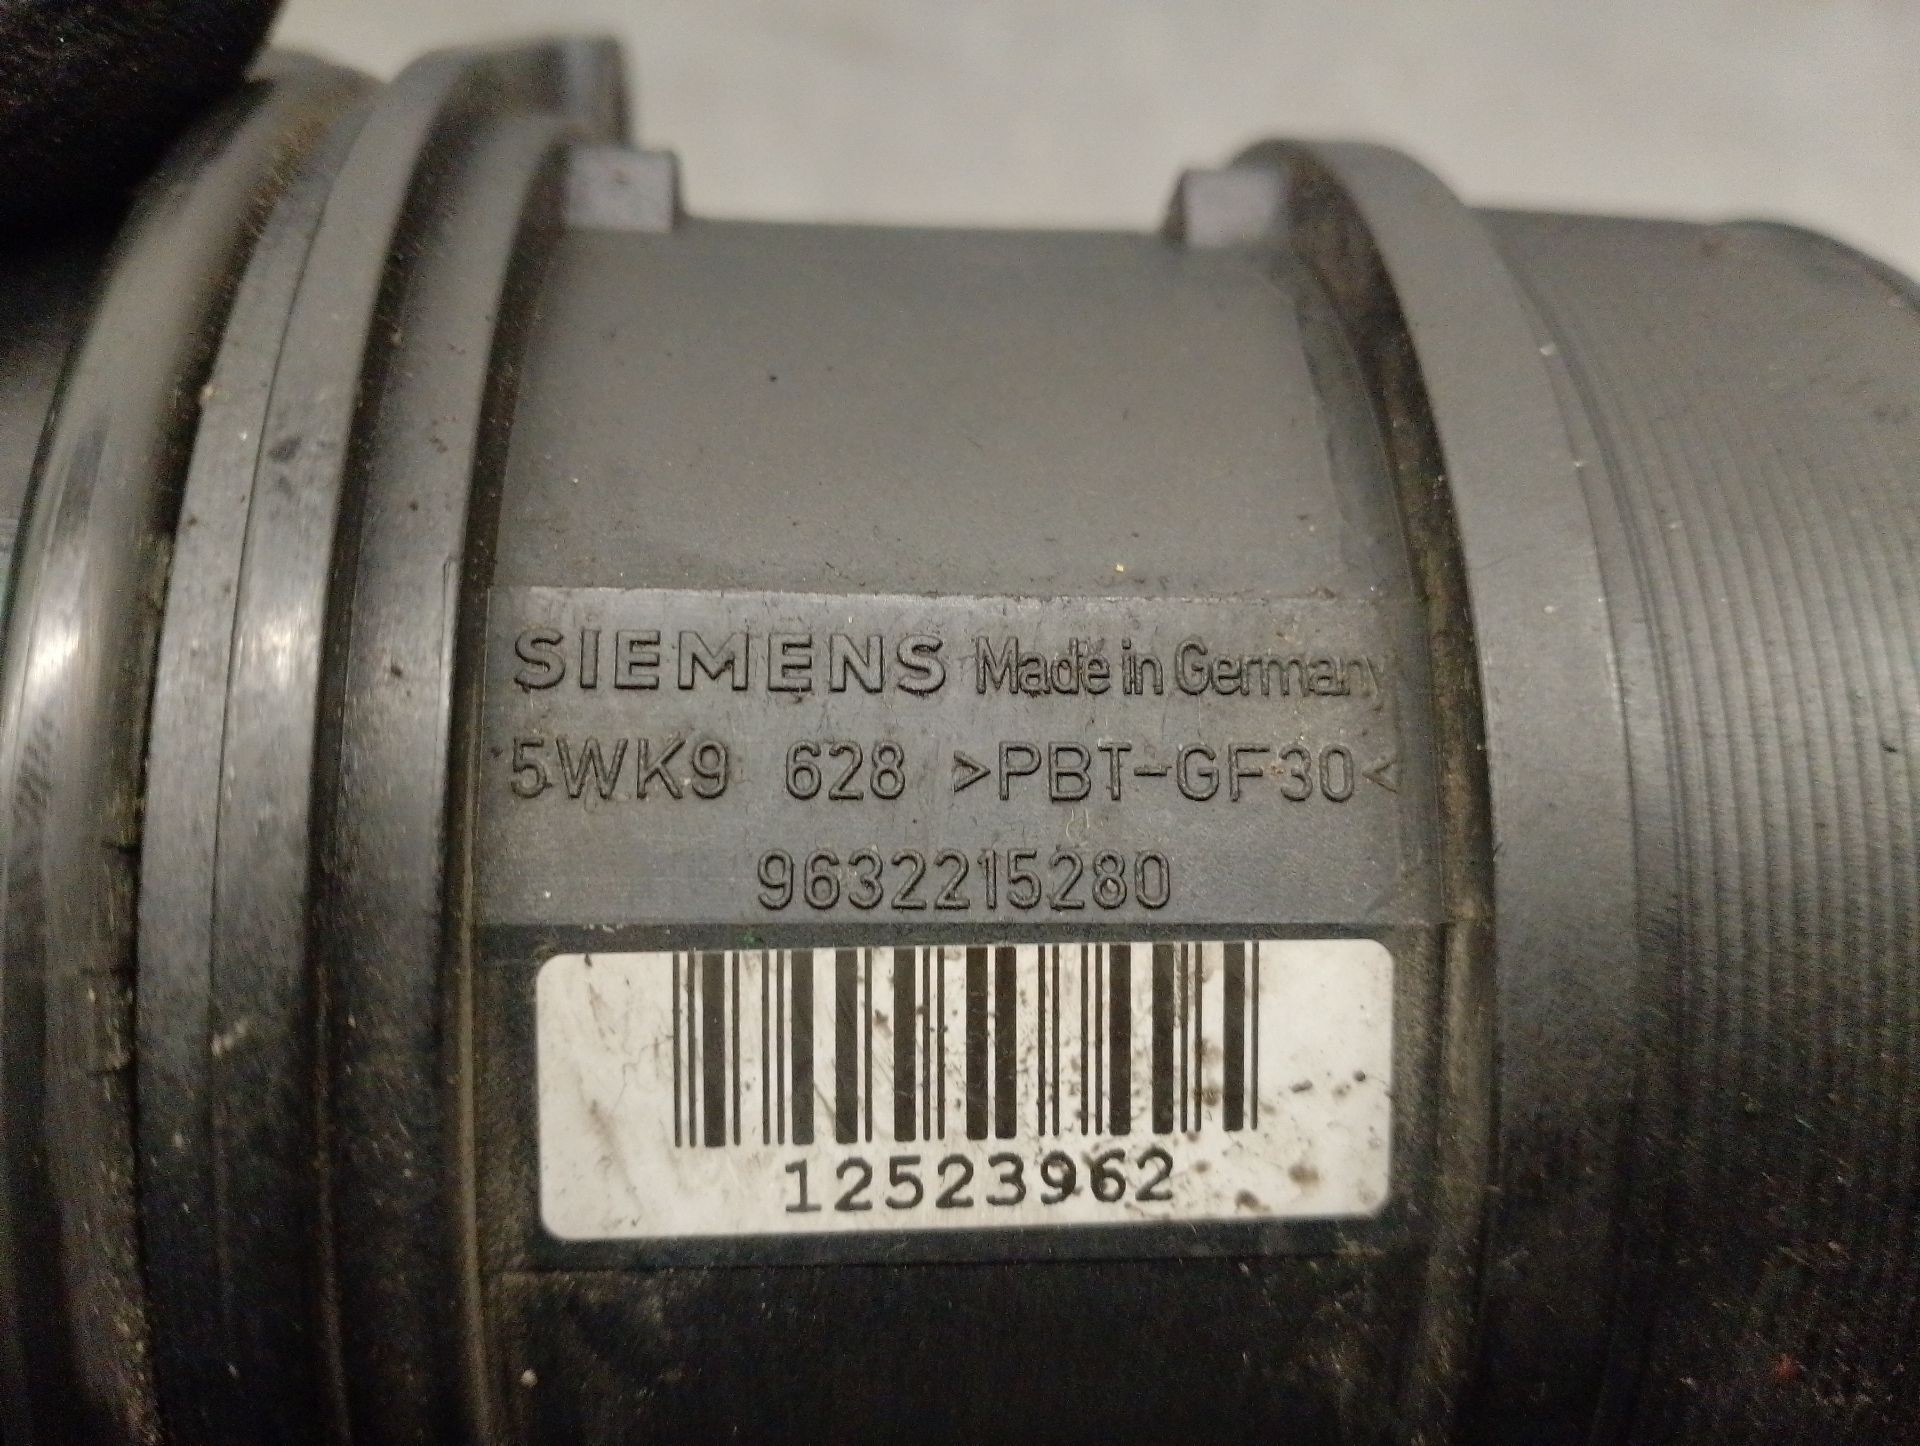 SIEMENS Made in Germany
5WK9 628 >PBT-GF30<
9632215280
12523962